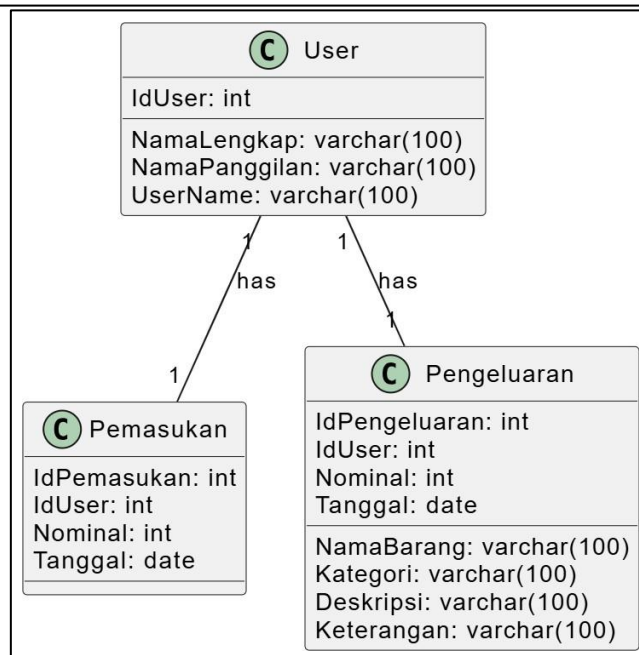 C User
IdUser: int
NamaLengkap: varchar(100)
NamaPanggilan: varchar(100)
UserName: varchar(100)
1
1
has
has
1
1
C Pemasukan
IdPemasukan: int
IdUser: int
Nominal: int
Tanggal: date
C Pengeluaran
IdPengeluaran: int
IdUser: int
Nominal: int
Tanggal: date
NamaBarang: varchar(100)
Kategori: varchar(100)
Deskripsi: varchar(100)
Keterangan: varchar(100)